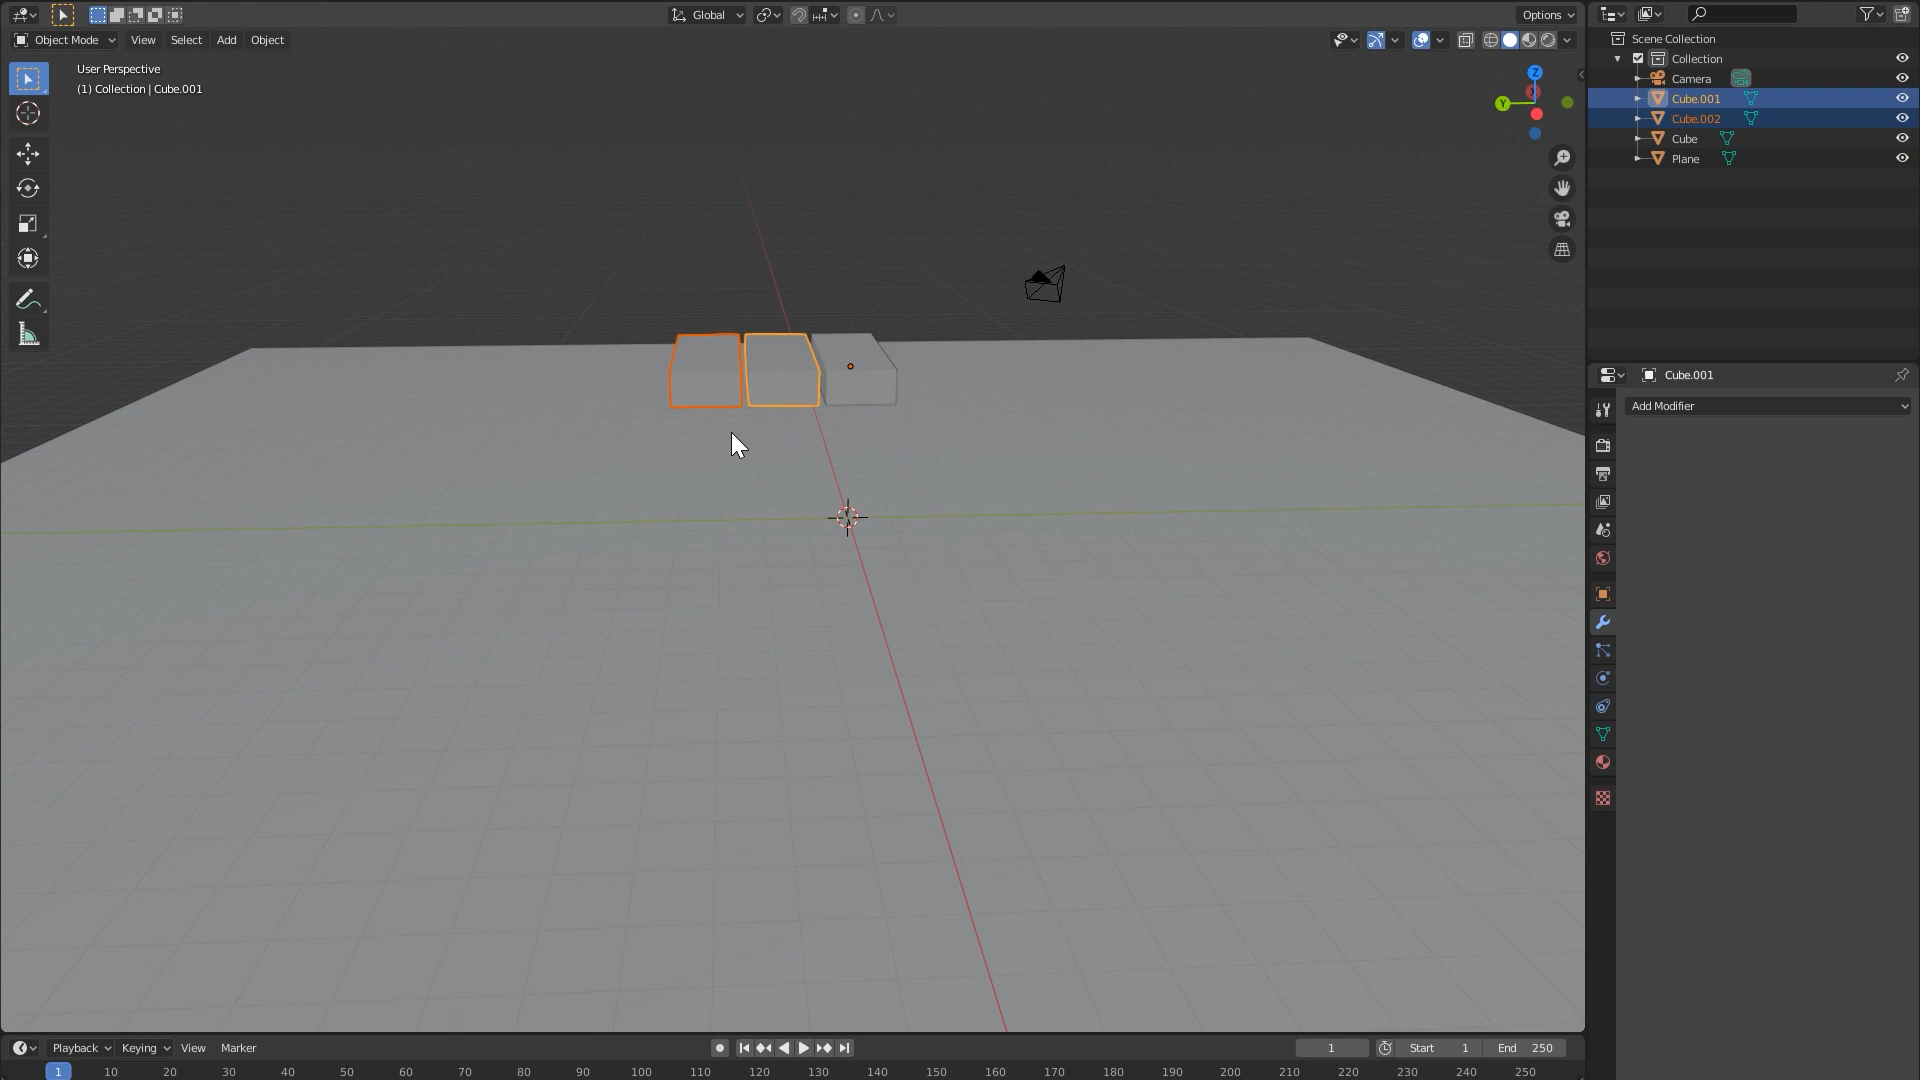 Global
Options
Object Mode View Select Add Object
User Perspective
(1) Collection | Cube.001
Z
Y
X
Scene Collection
Collection
Camera
Cube.001
Cube.002
Cube
Plane
Cube.001
Add Modifier
Playback Keying View Marker
1 Start 1 End 250
1 10 20 30 40 50 60 70 80 90 100 110 120 130 140 150 160 170 180 190 200 210 220 230 240 250